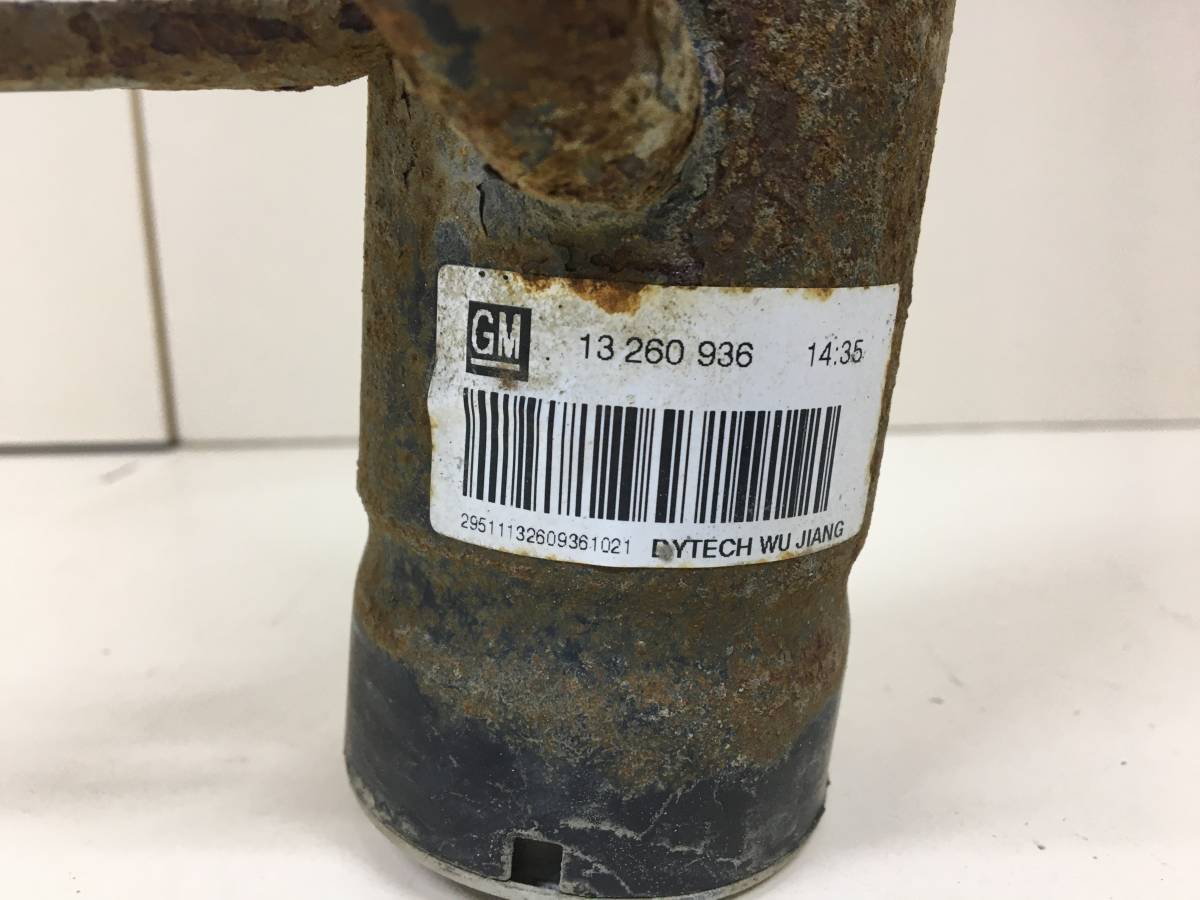 GM 13 260 936 14:35
29511132609361021 DYTECH WU JIANG